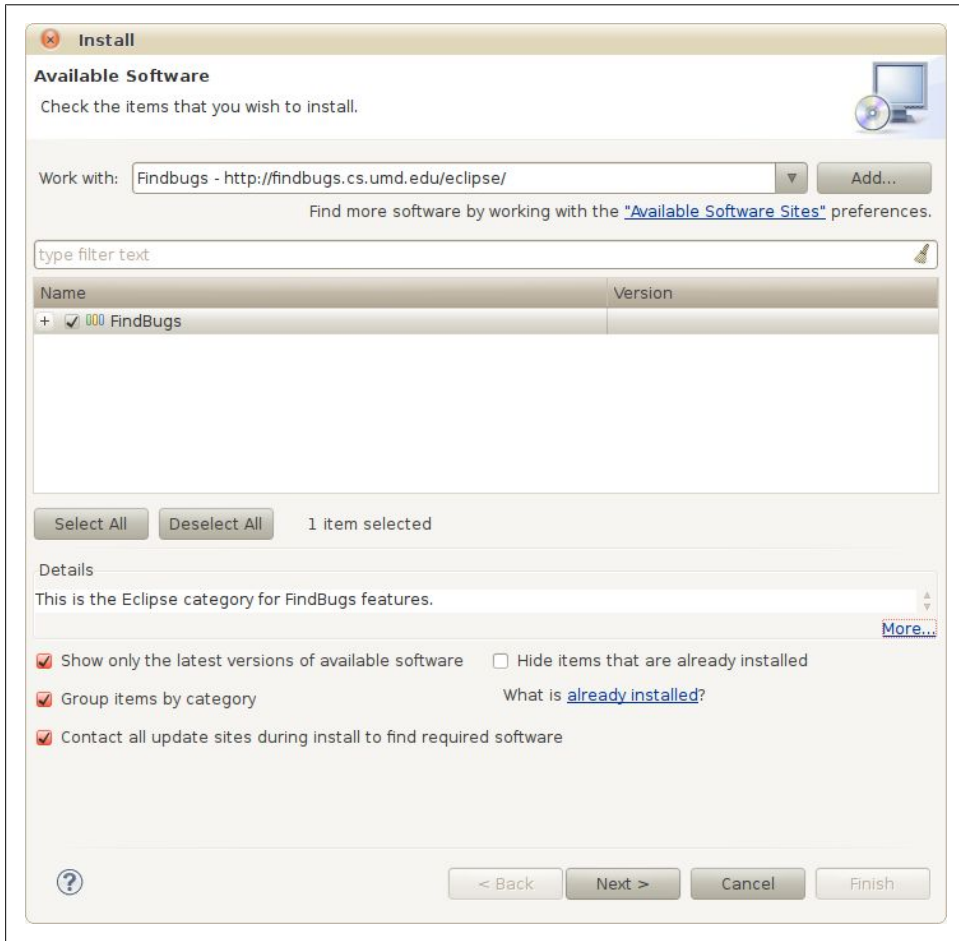 Install
Available Software
Check the items that you wish to install.
Work with: Findbugs - http://findbugs.cs.umd.edu/eclipse/ Add...
Find more software by working with the "Available Software Sites" preferences.
type filter text
Name Version
FindBugs
Select All Deselect All 1 item selected
Details
This is the Eclipse category for FindBugs features.
More...
Show only the latest versions of available software Hide items that are already installed
Group items by category What is already installed?
Contact all update sites during install to find required software
? < Back Next > Cancel Finish